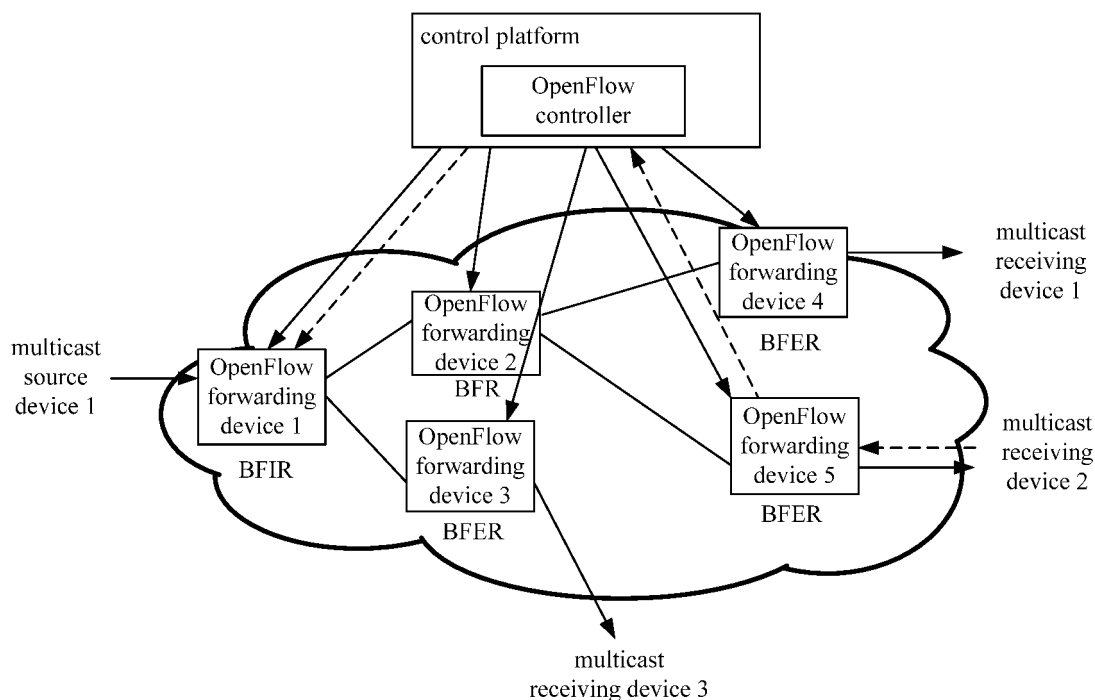 control platform
OpenFlow
controller
OpenFlow
forwarding
device 4
BFER
multicast
receiving
device 1
OpenFlow
forwarding
device 2
BFR
multicast
source
device 1
OpenFlow
forwarding
device 1
BFIR
OpenFlow
forwarding
device 3
BFER
OpenFlow
forwarding
device 5
BFER
multicast
receiving
device 2
multicast
receiving device 3